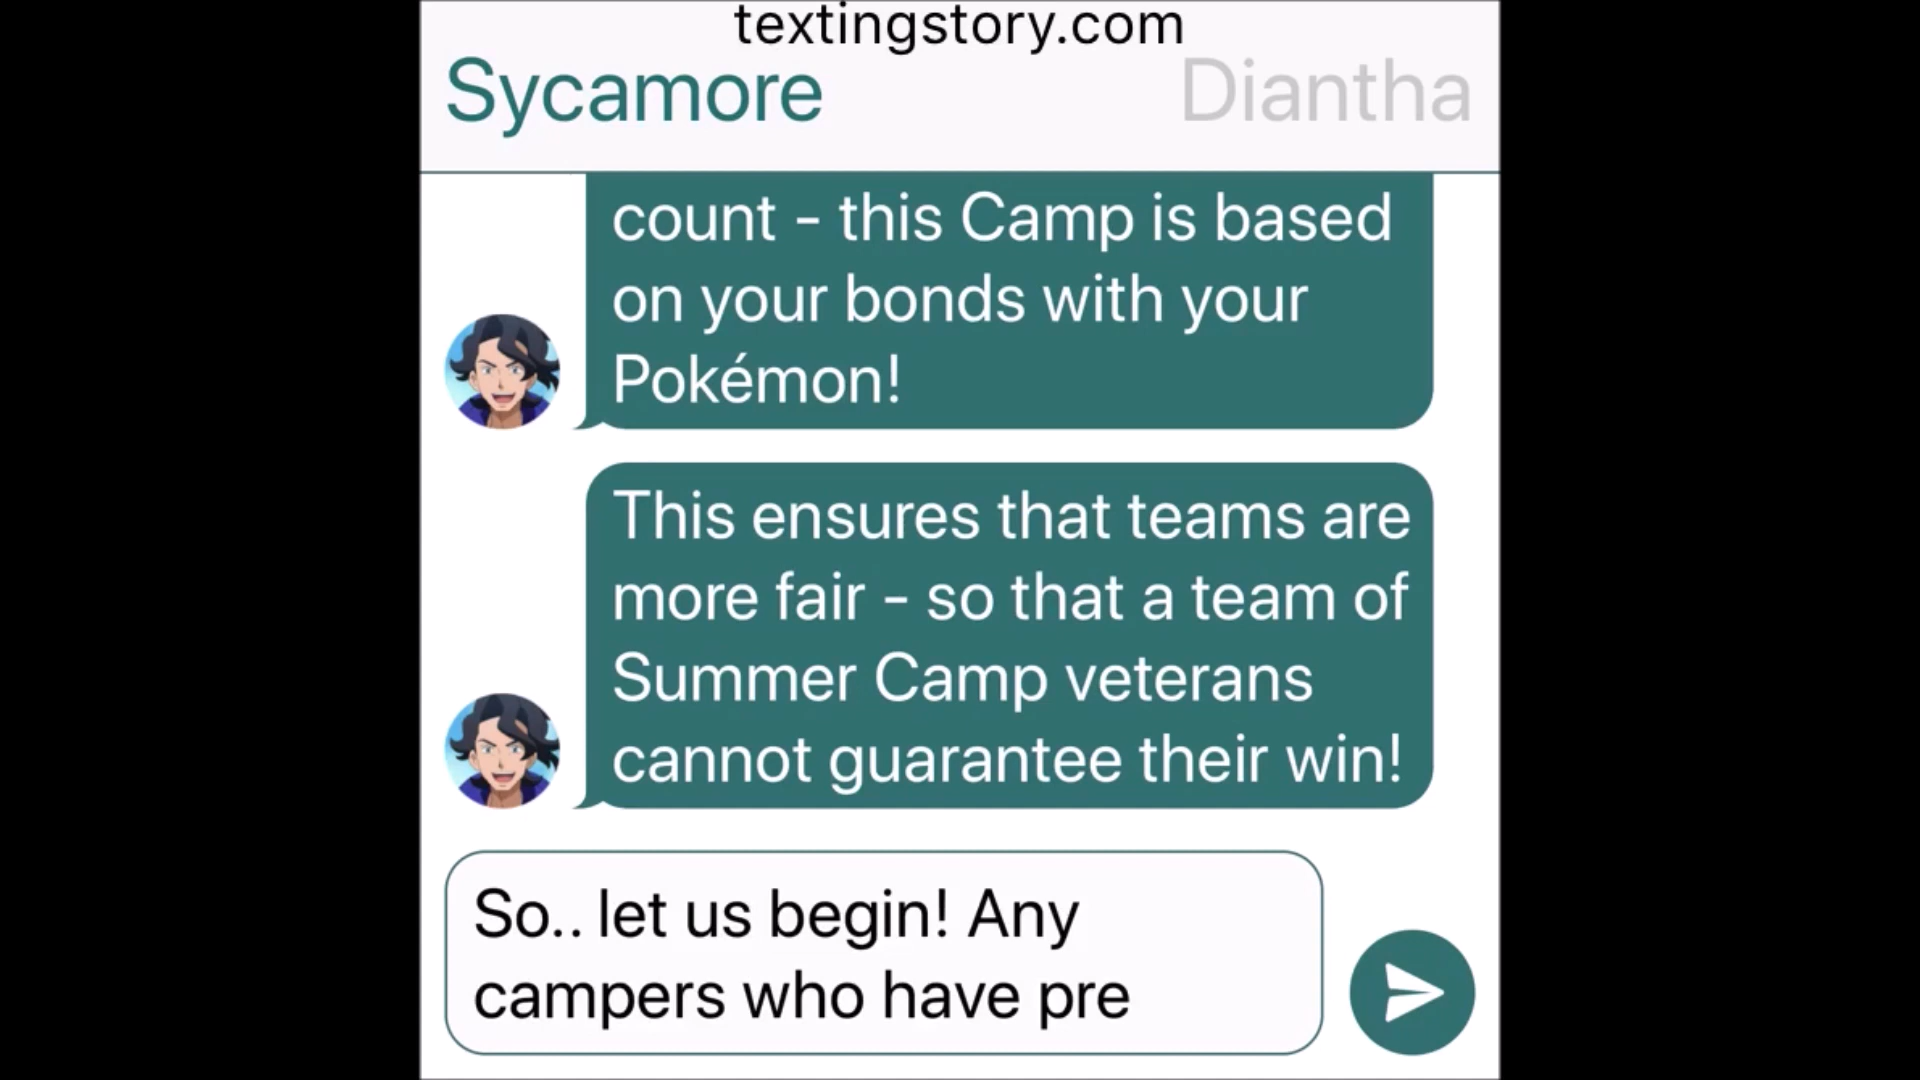 textingstory.com
Sycamore
Diantha
count - this Camp is based
on your bonds with your
Pokémon!
This ensures that teams are
more fair - so that a team of
Summer Camp veterans
cannot guarantee their win!
So.. let us begin! Any
campers who have pre